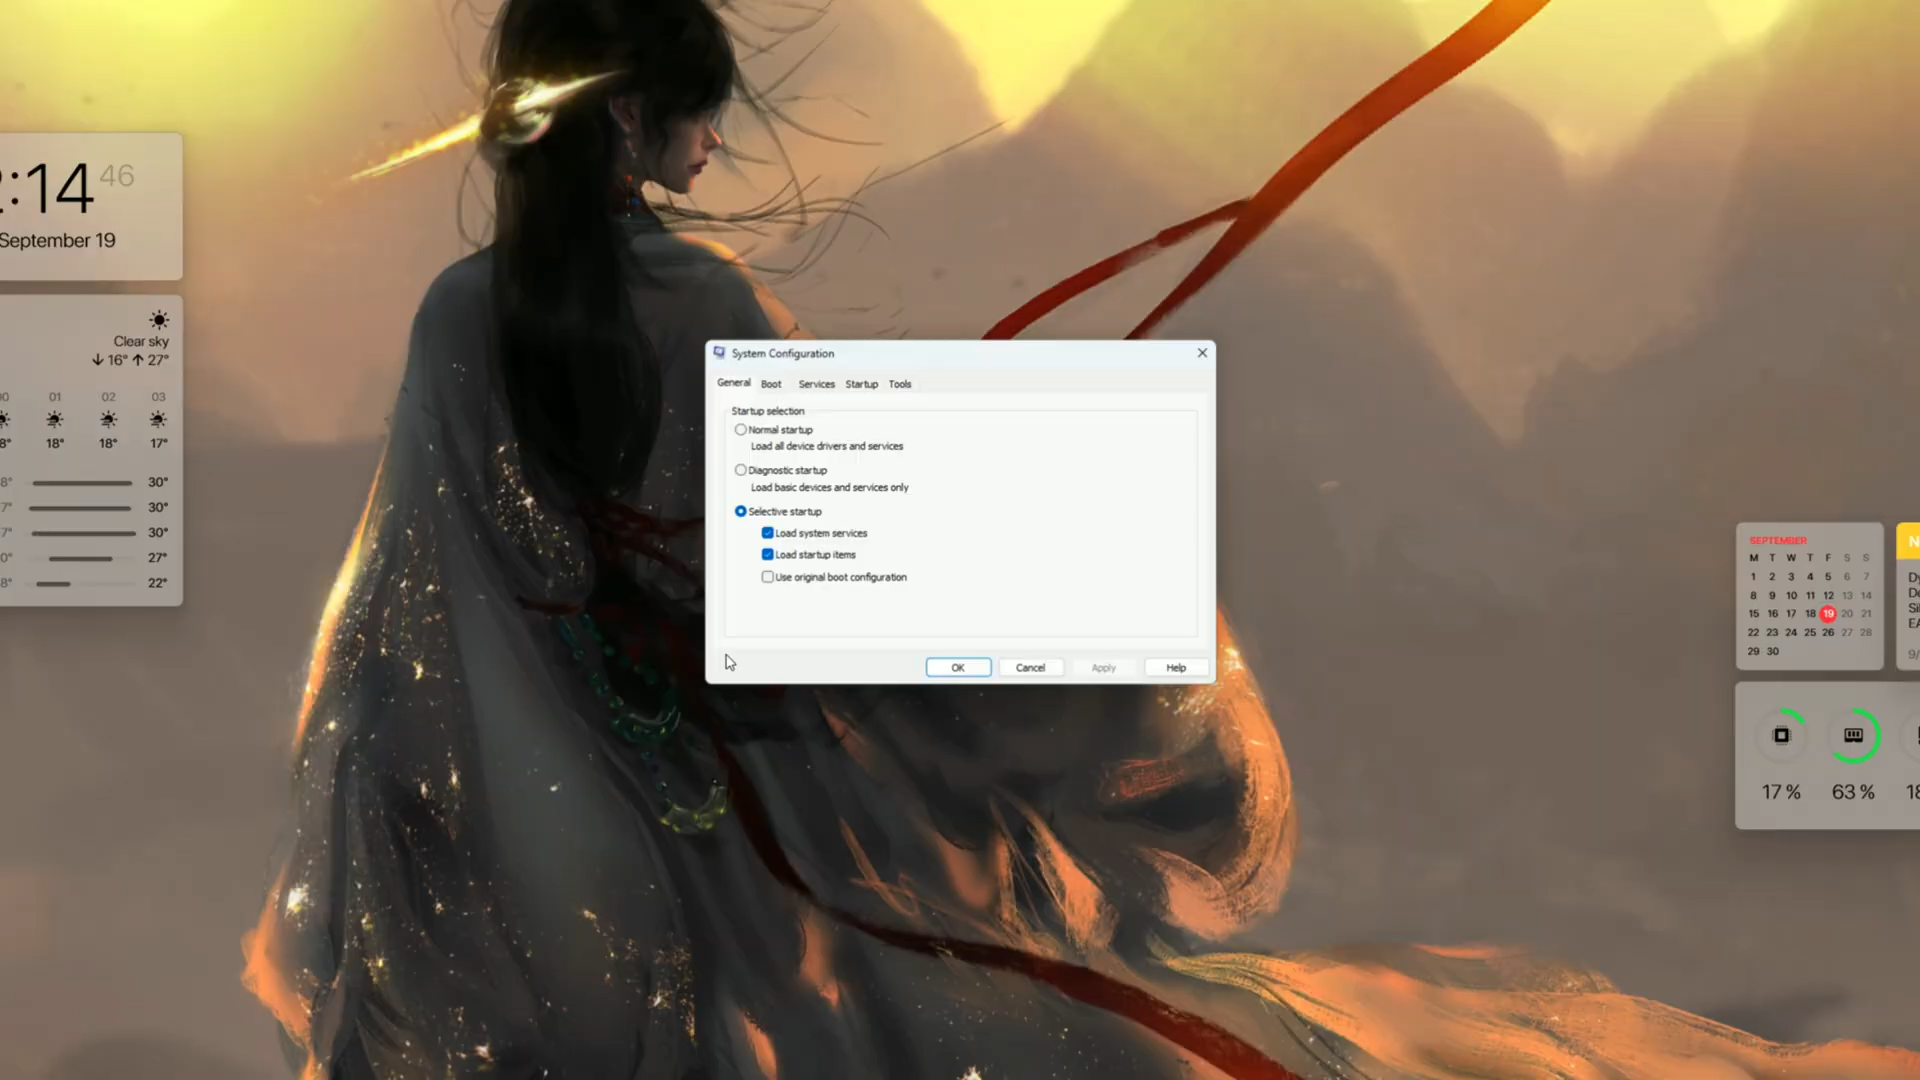 :14 46
September 19
Clear sky
↓ 16° ↑ 27°
01 02 03
18° 18° 17°
30°
30°
30°
27°
22°
System Configuration
General Boot Services Startup Tools
Startup selection
Normal startup
Load all device drivers and services
Diagnostic startup
Load basic devices and services only
Selective startup
Load system services
Load startup items
Use original boot configuration
OK Cancel Apply Help
SEPTEMBER
M T W T F S S
1 2 3 4 5 6 7
8 9 10 11 12 13 14
15 16 17 18 19 20 21
22 23 24 25 26 27 28
29 30
17 % 63 %